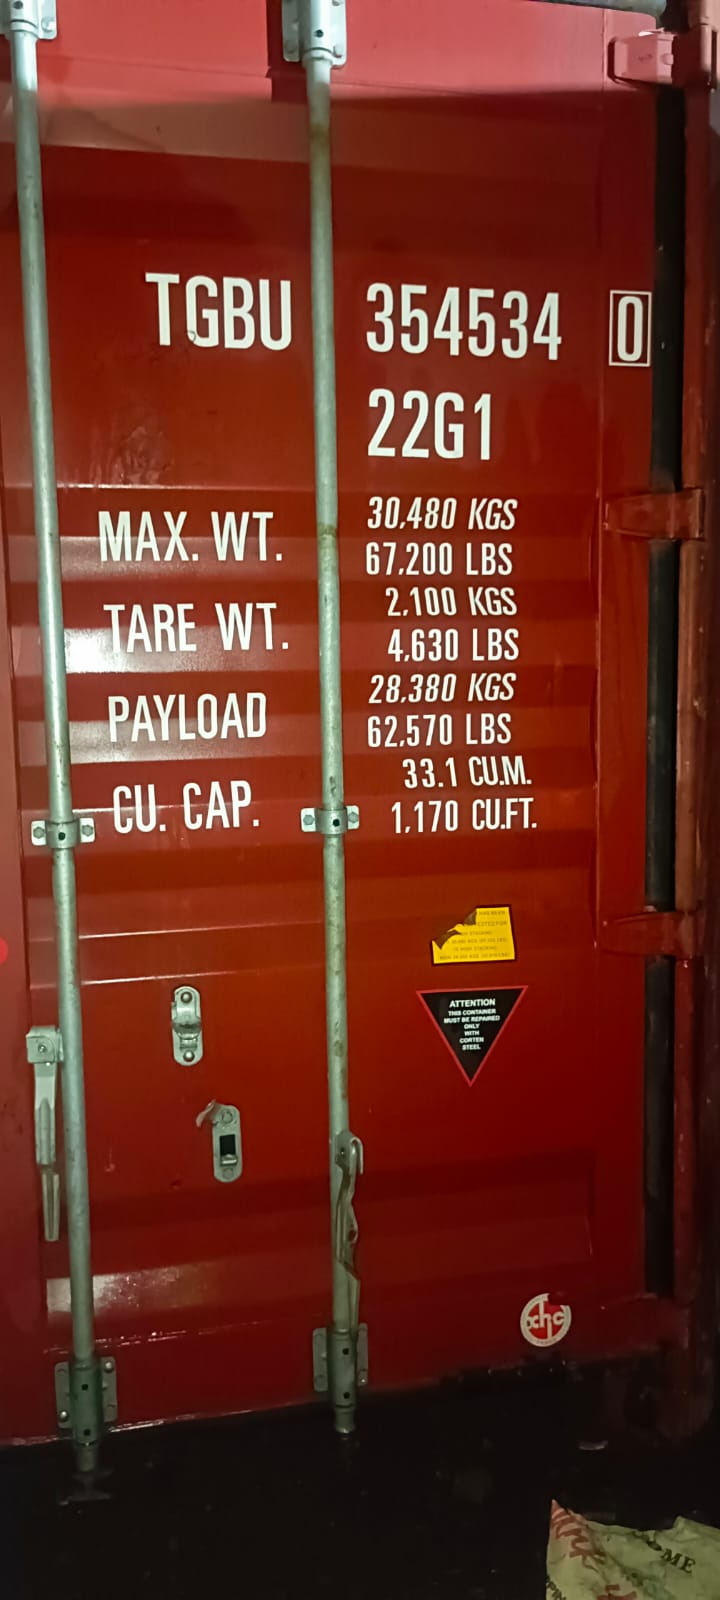 TGBU 354534 0
22G1
MAX. WT. 30.480 KGS
67.200 LBS
TARE WT. 2.100 KGS
4.630 LBS
PAYLOAD 28.380 KGS
62.570 LBS
CU. CAP. 33.1 CU.M.
1.170 CU.FT.
ATTENTION
THIS CONTAINER
MUST BE REPAIRED
ONLY
WITH
CORTEN
STEEL